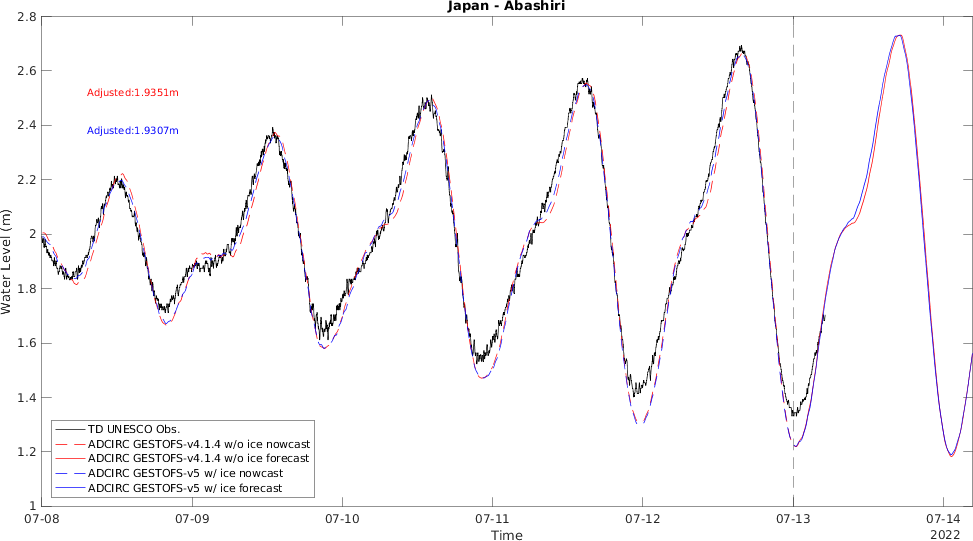 Japan - Abashiri
2.8
2.6
2.4
2.2
2
1.8
1.6
1.4
1.2
1
Water Level (m)
Adjusted:1.9351m
Adjusted:1.9307m
TD UNESCO Obs.
ADCIRC GESTOFS-v4.1.4 w/o ice nowcast
ADCIRC GESTOFS-v4.1.4 w/o ice forecast
ADCIRC GESTOFS-v5 w/ ice nowcast
ADCIRC GESTOFS-v5 w/ ice forecast
07-08 07-09 07-10 07-11 07-12 07-13 07-14
Time
2022